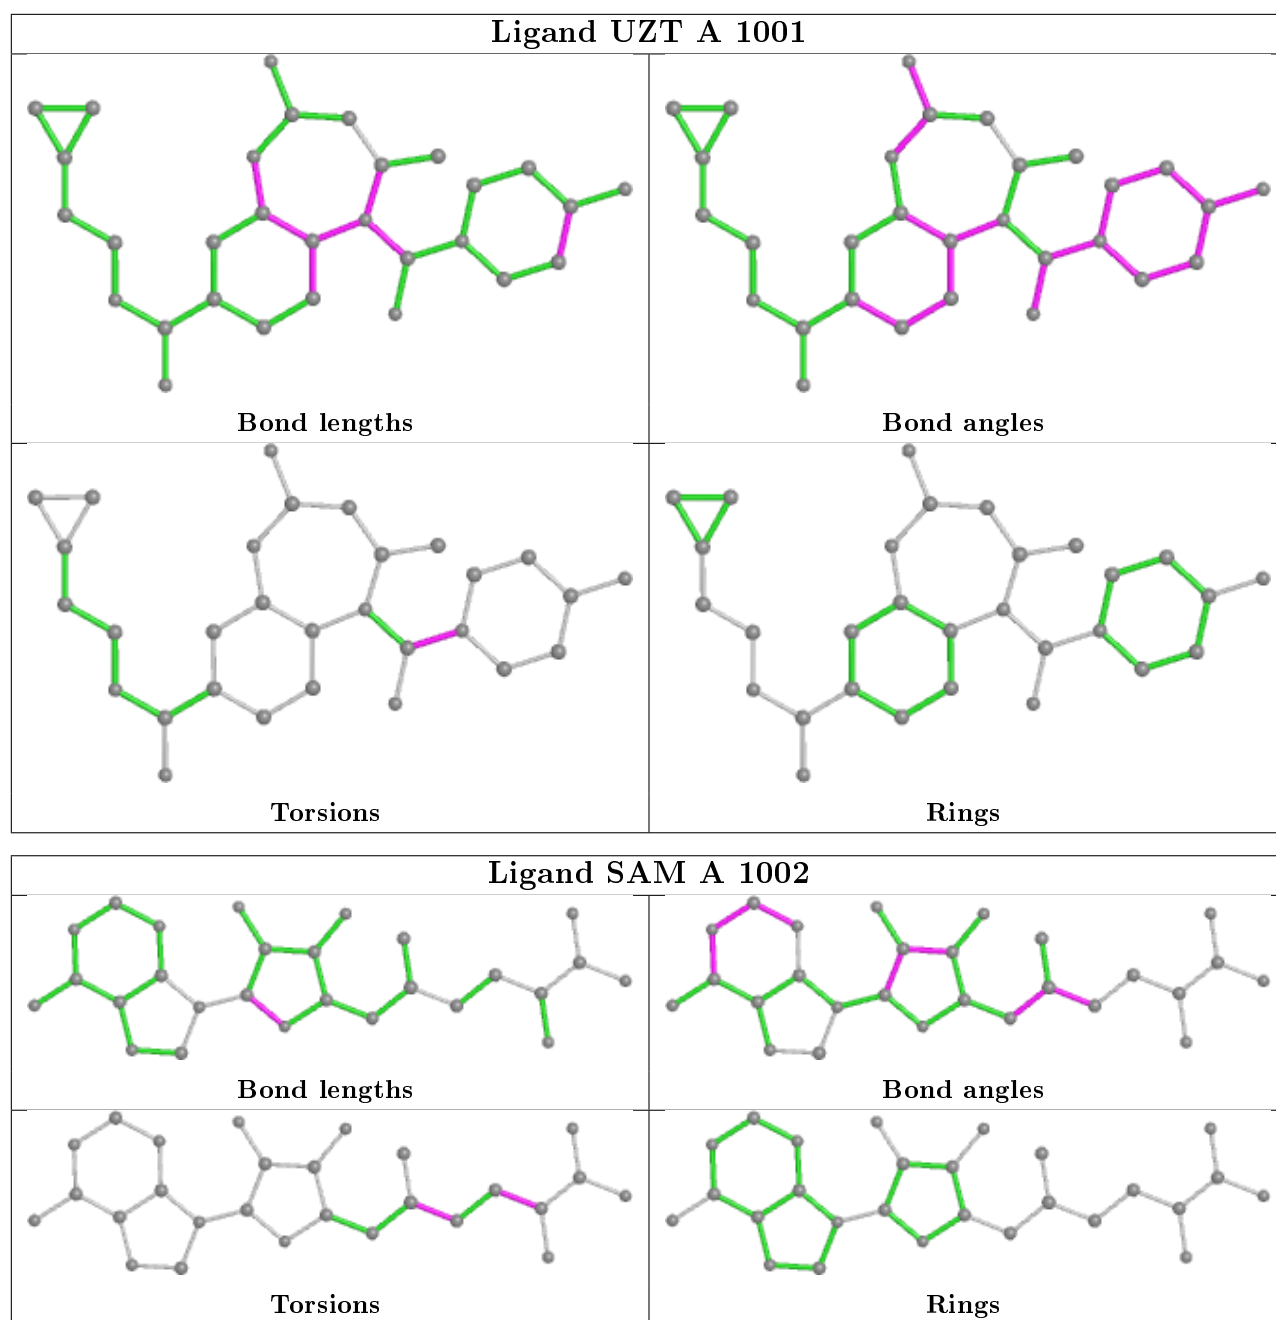 Ligand UZT A 1001
Bond lengths
Bond angles
Torsions
Rings
Ligand SAM A 1002
Bond lengths
Bond angles
Torsions
Rings